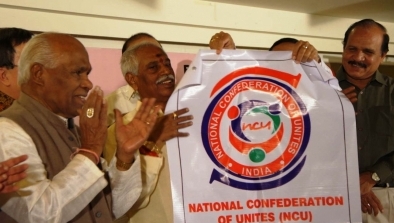 NATIONAL CONFEDERATION OF UNITES
ncu
INDIA
NATIONAL CONFEDERATION
OF UNITES (NCU)